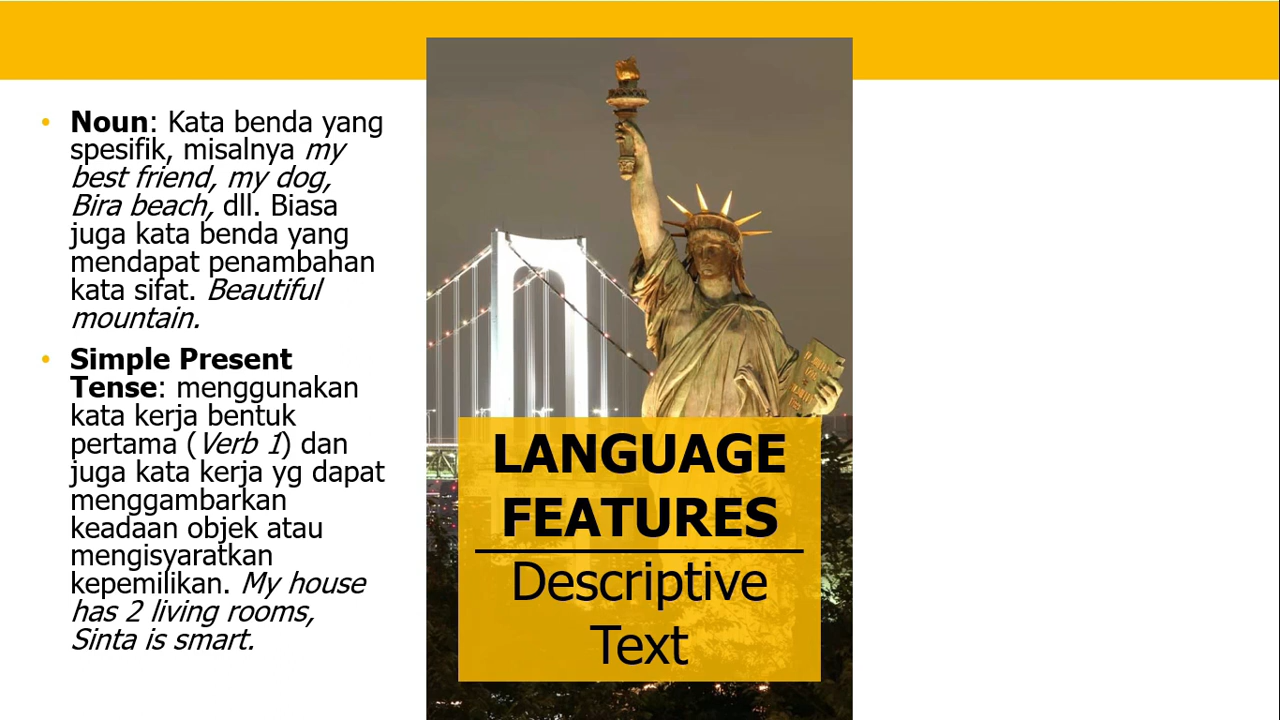 • Noun: Kata benda yang
spesifik, misalnya my
best friend, my dog,
Bira beach, dll. Biasa
juga kata benda yang
mendapat penambahan
kata sifat. Beautiful
mountain.
• Simple Present
Tense: menggunakan
kata kerja bentuk
pertama (Verb 1) dan
juga kata kerja yg dapat
menggambarkan
keadaan objek atau
mengisyaratkan
kepemilikan. My house
has 2 living rooms,
Sinta is smart.
LANGUAGE
FEATURES
Descriptive
Text